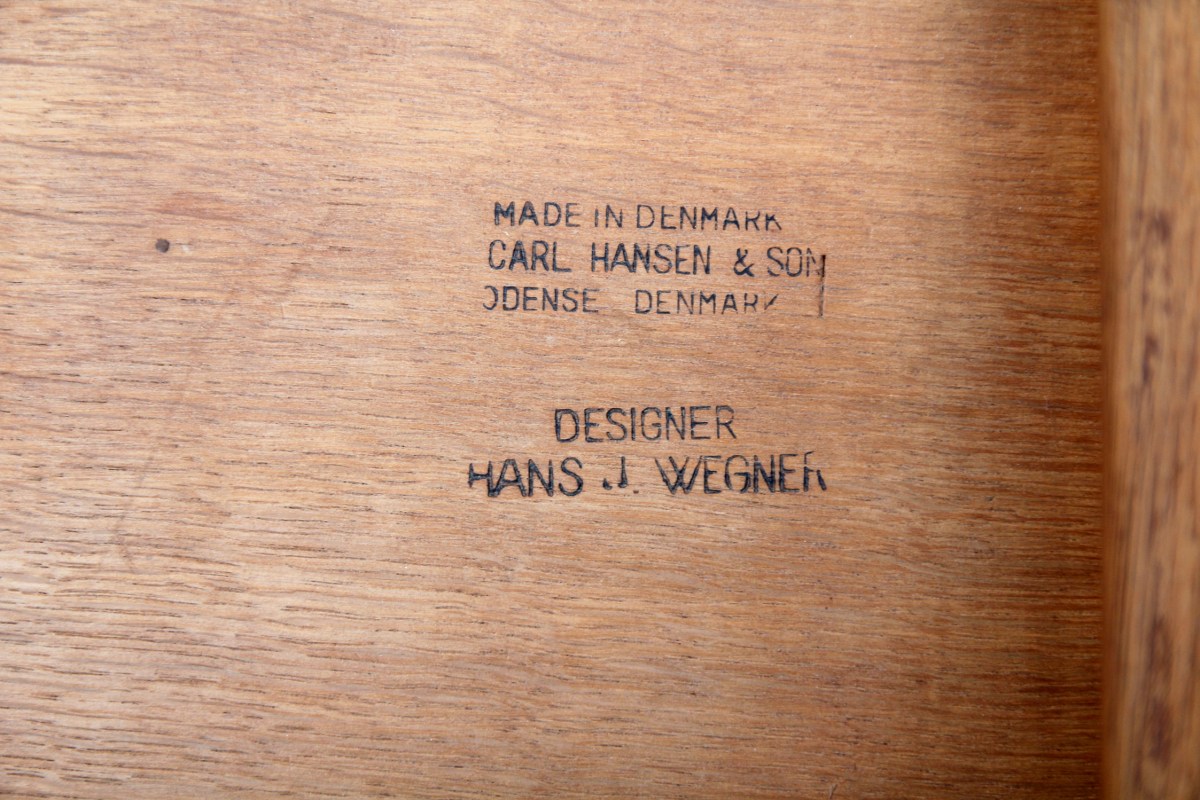 MADE IN DENMARK
CARL HANSEN & SON
ODENSE DENMARK
DESIGNER
HANS J. WEGNER